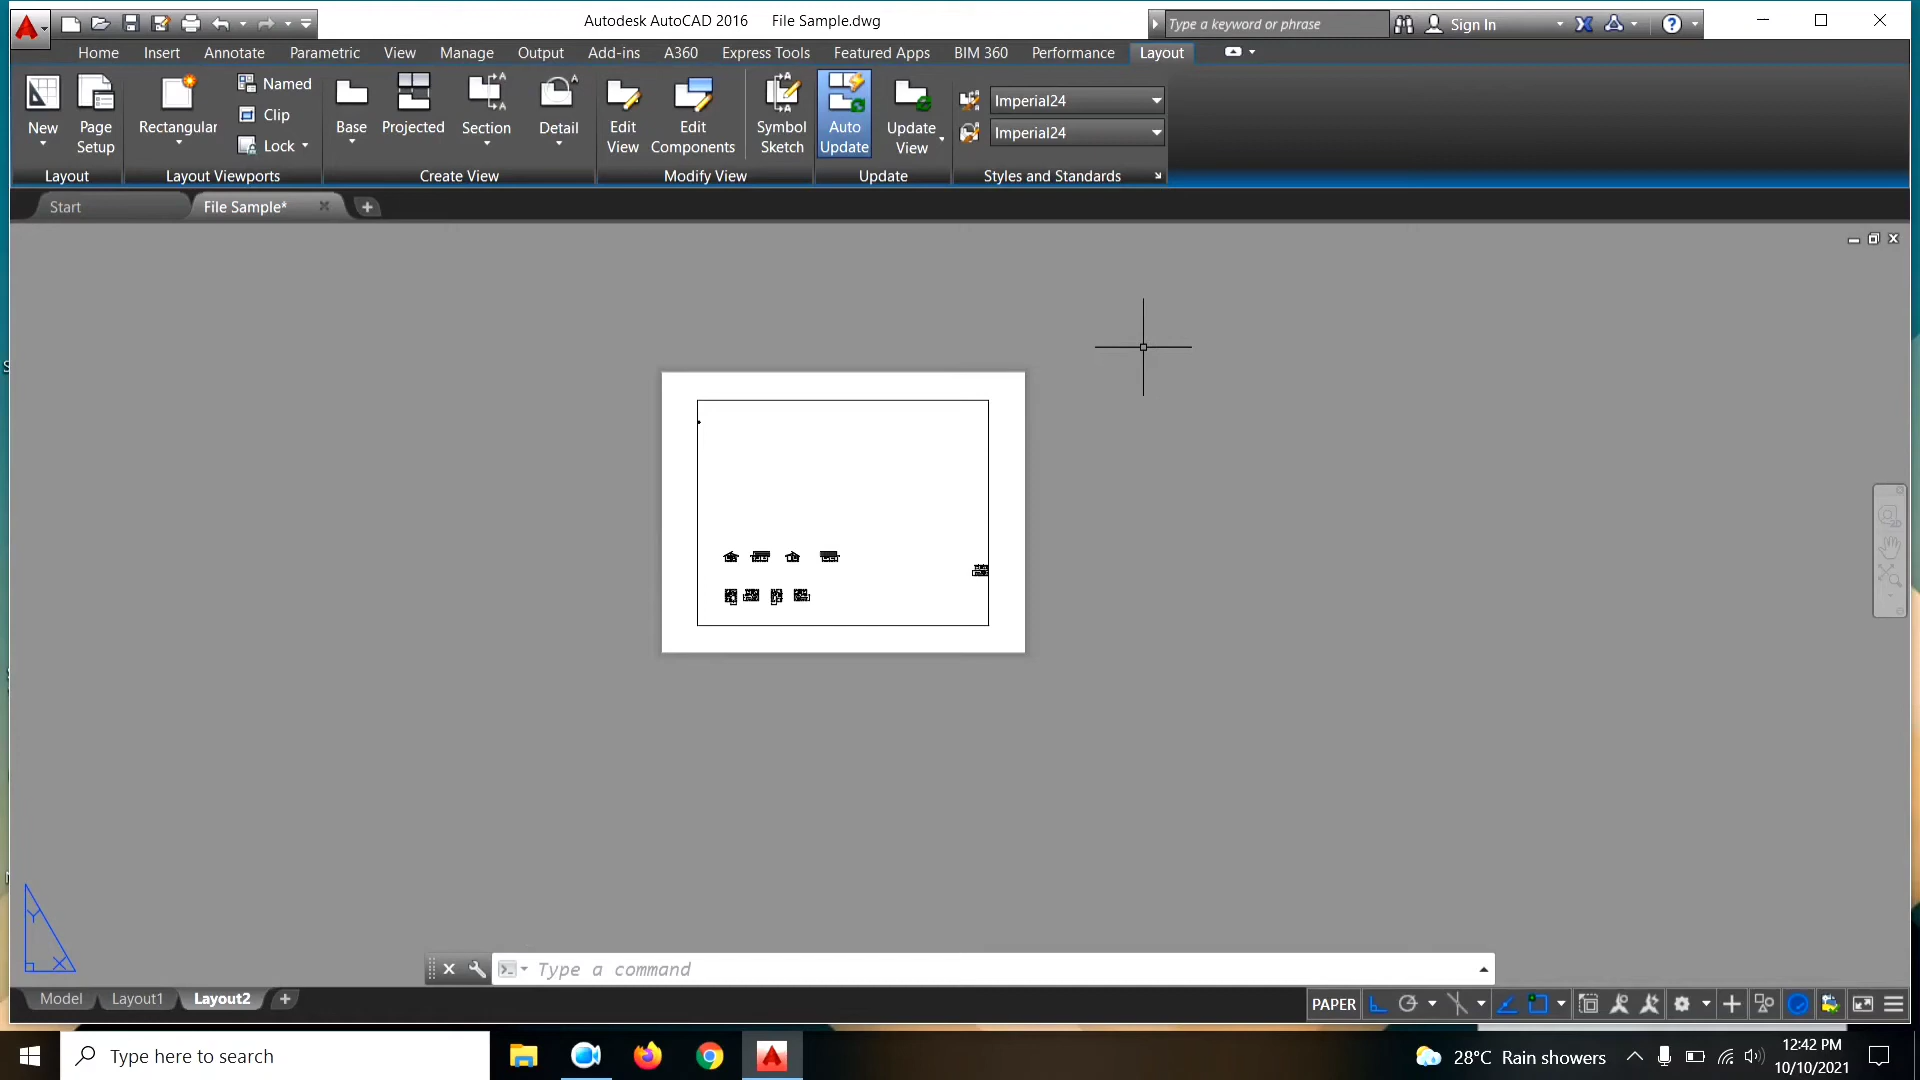 Autodesk AutoCAD 2016 File Sample.dwg
Type a keyword or phrase
Sign In
Home Insert Annotate Parametric View Manage Output Add-ins A360 Express Tools Featured Apps BIM 360 Performance Layout
New
Page Setup
Rectangular
Named
Clip
Lock
Base
Projected
Section
Detail
Edit View
Edit Components
Symbol Sketch
Auto Update
Update View
Imperial24
Imperial24
Layout Layout Viewports Create View Modify View Update Styles and Standards
Start File Sample*
2D
Y
X
Type a command
Model Layout1 Layout2
PAPER
Type here to search
28°C Rain showers
12:42 PM
10/10/2021